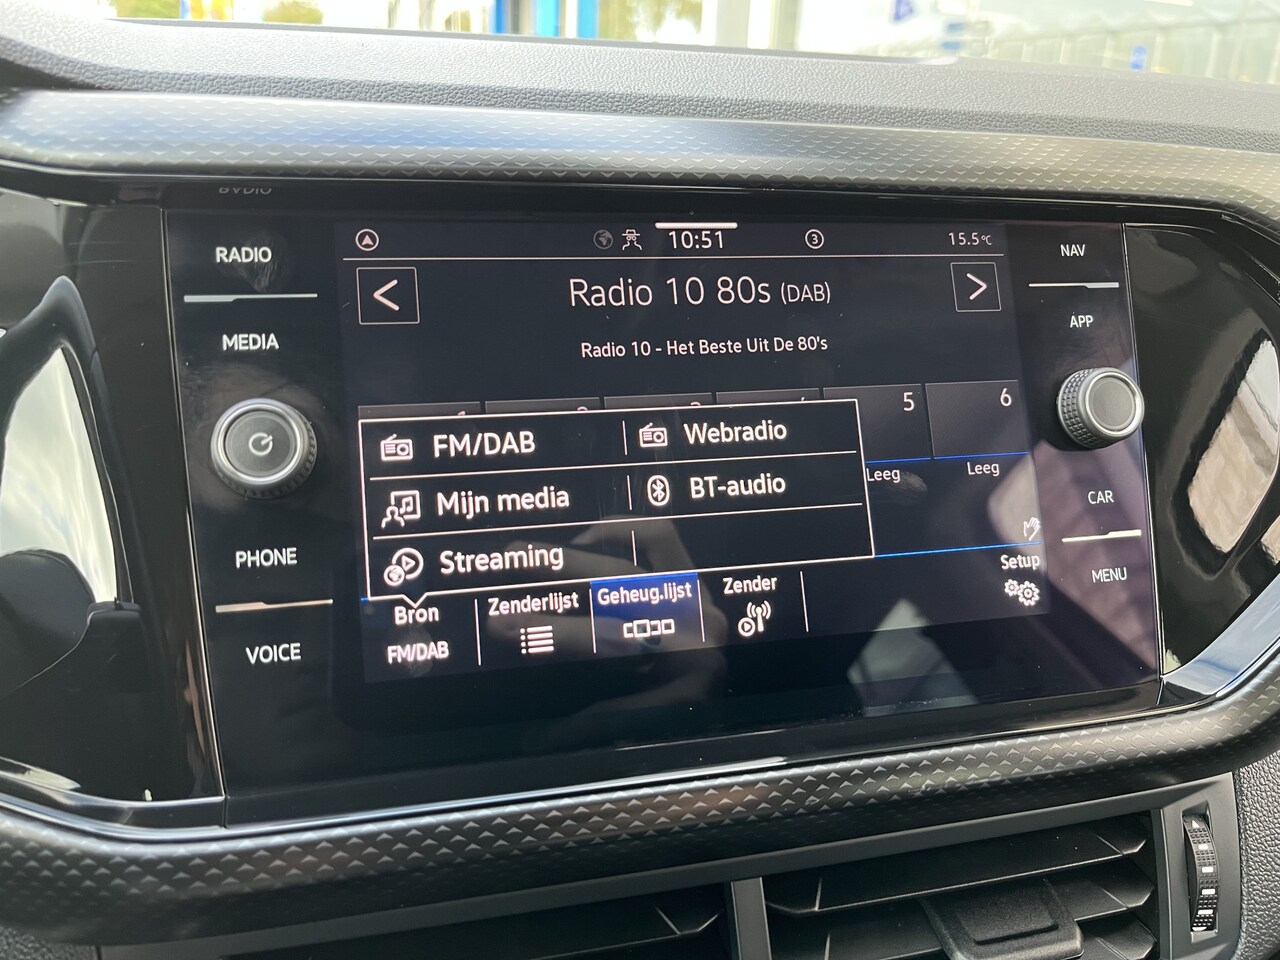 RADIO
MEDIA
PHONE
VOICE
NAV
APP
CAR
MENU
10:51
3
15.5°C
<
Radio 10 80s (DAB)
>
Radio 10 - Het Beste Uit De 80's
5
6
Leeg
Leeg
FM/DAB
Webradio
Mijn media
BT-audio
Streaming
Bron
FM/DAB
Zenderlijst
Geheug.lijst
Zender
Setup